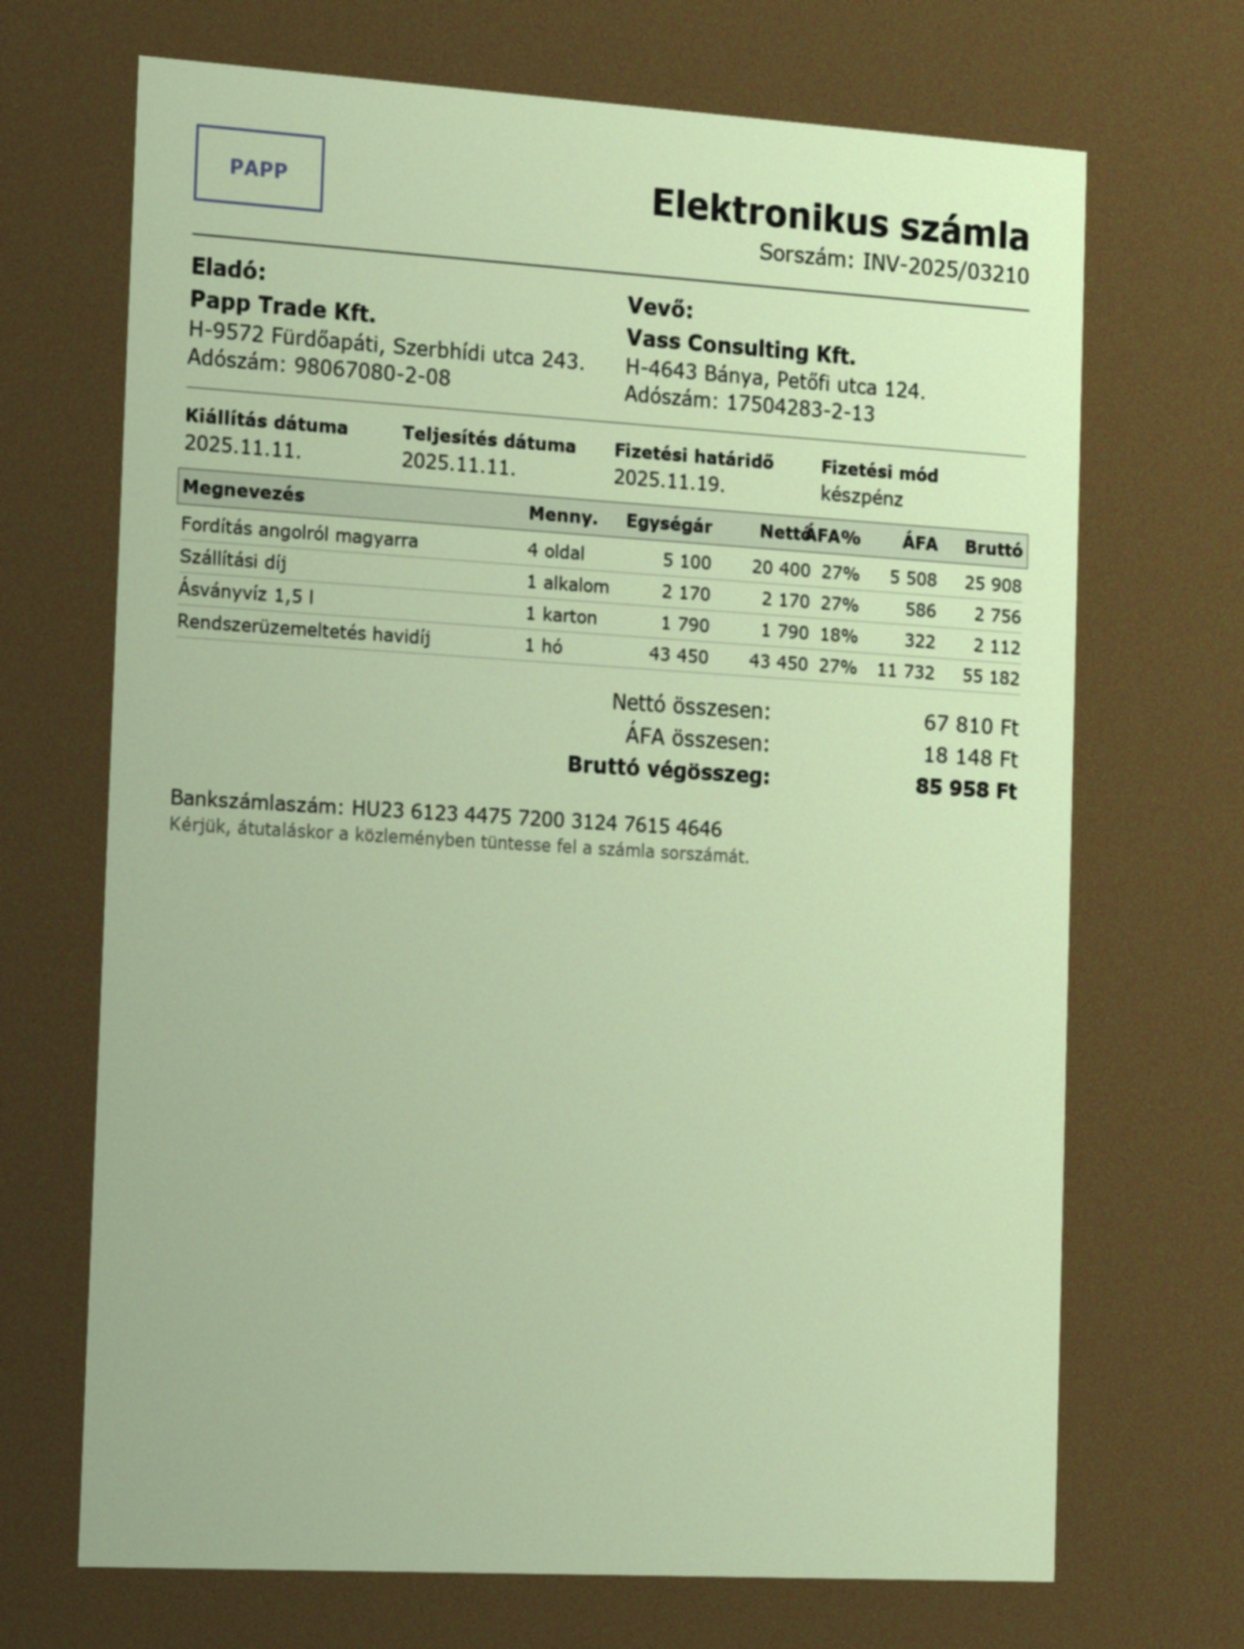 PAPP
Elektronikus számla
Sorszám: INV-2025/03210
Eladó:
Papp Trade Kft.
H-9572 Fürdőapáti, Szerbhídi utca 243.
Adószám: 98067080-2-08
Vevő:
Vass Consulting Kft.
H-4643 Bánya, Petőfi utca 124.
Adószám: 17504283-2-13
Kiállítás dátuma Teljesítés dátuma Fizetési határidő Fizetési mód
2025.11.11. 2025.11.11. 2025.11.19. készpénz
Megnevezés Menny. Egységár Nettó ÁFA% ÁFA Bruttó
Fordítás angolról magyarra 4 oldal 5 100 20 400 27% 5 508 25 908
Szállítási díj 1 alkalom 2 170 2 170 27% 586 2 756
Ásványvíz 1,5 l 1 karton 1 790 1 790 18% 322 2 112
Rendszerüzemeltetés havidíj 1 hó 43 450 43 450 27% 11 732 55 182
Nettó összesen: 67 810 Ft
ÁFA összesen: 18 148 Ft
Bruttó végösszeg: 85 958 Ft
Bankszámlaszám: HU23 6123 4475 7200 3124 7615 4646
Kérjük, átutaláskor a közleményben tüntesse fel a számla sorszámát.